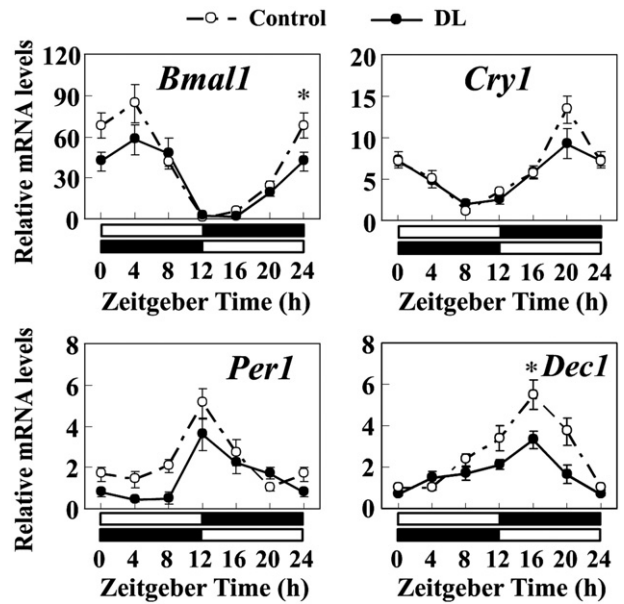 Control DL
Relative mRNA levels
120
90
60
30
0
Bmal1
*
0 4 8 12 16 20 24
Zeitgeber Time (h)
20
15
10
5
0
Cry1
0 4 8 12 16 20 24
Zeitgeber Time (h)
Relative mRNA levels
8
6
4
2
0
Per1
0 4 8 12 16 20 24
Zeitgeber Time (h)
8
6
4
2
0
*Dec1
0 4 8 12 16 20 24
Zeitgeber Time (h)